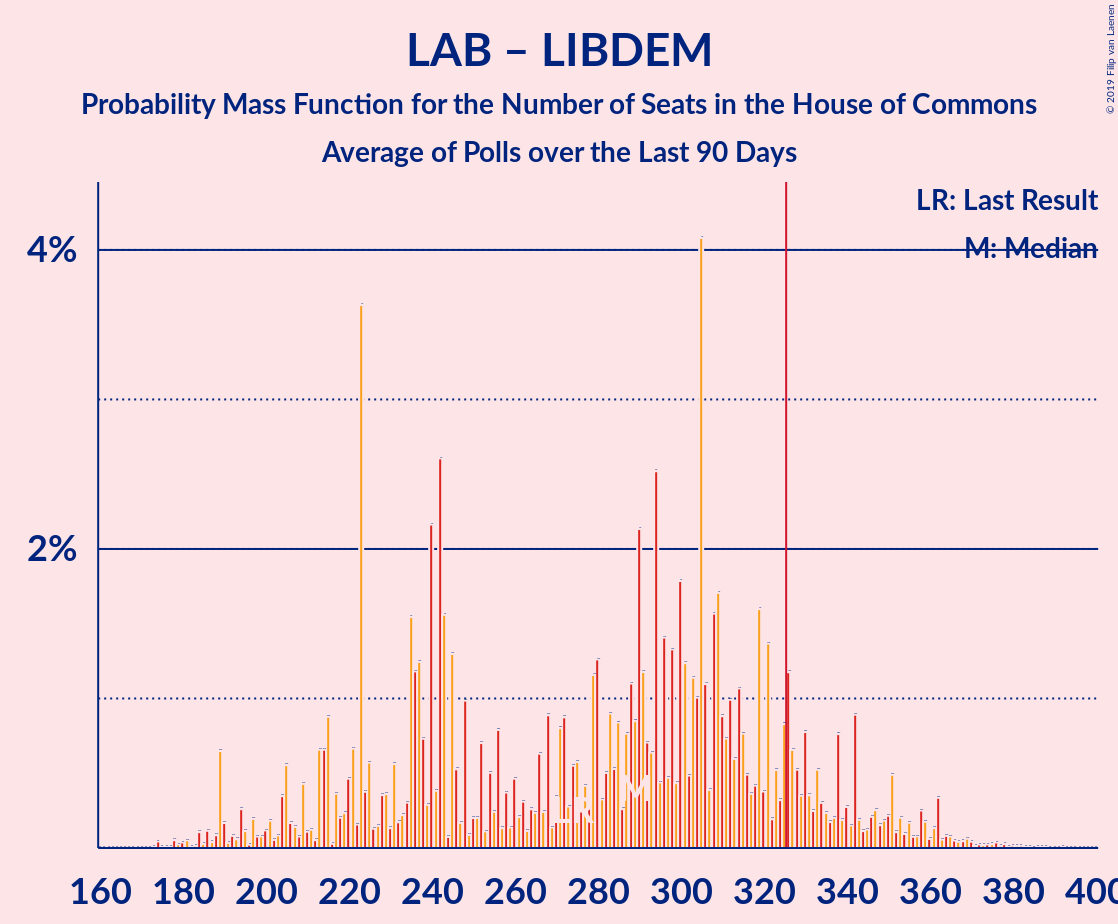 LAB – LIBDEM
Probability Mass Function for the Number of Seats in the House of Commons
Average of Polls over the Last 90 Days
© 2019 Filip van Laenen
LR: Last Result
M: Median
4%
2%
LR
M
160 180 200 220 240 260 280 300 320 340 360 380 400